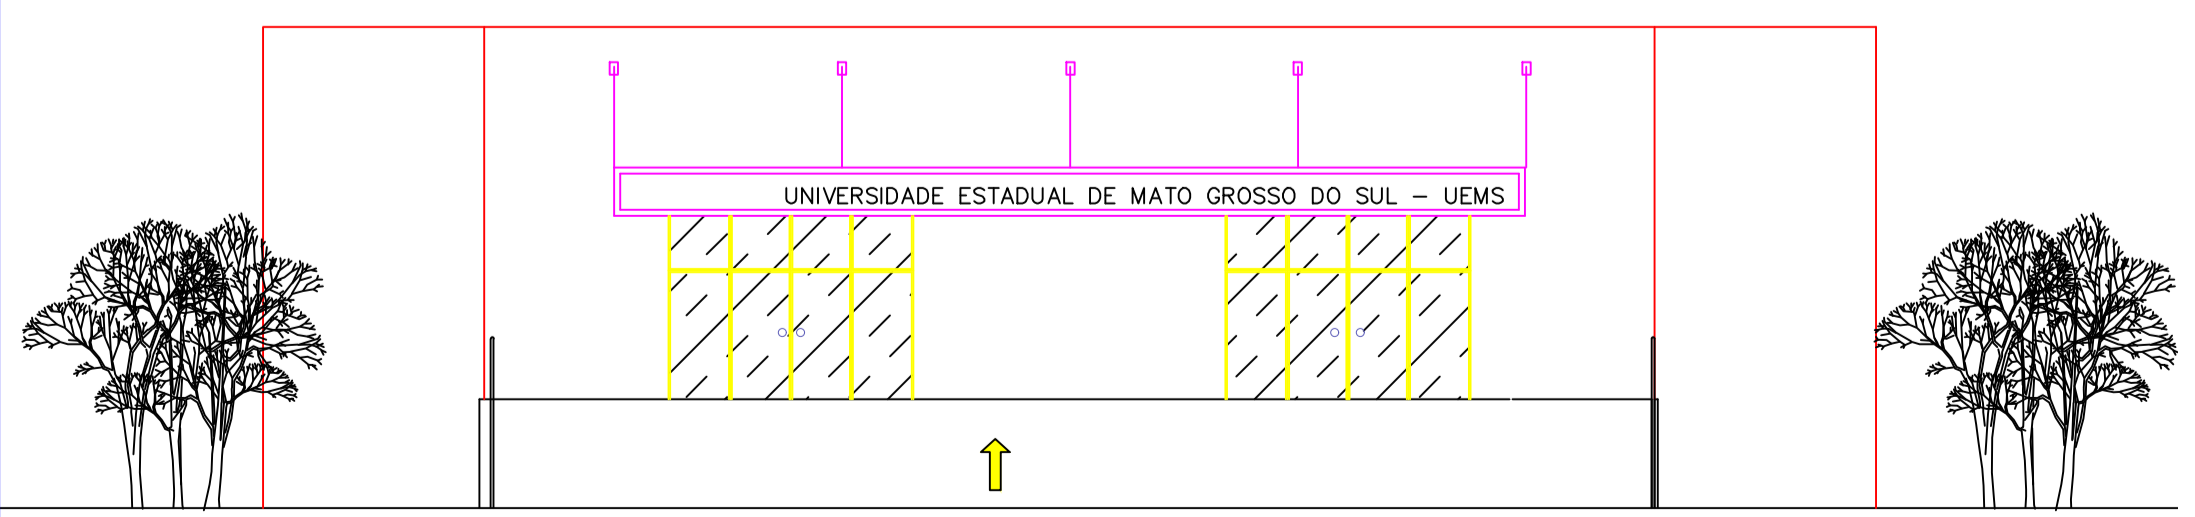 UNIVERSIDADE ESTADUAL DE MATO GROSSO DO SUL – UEMS